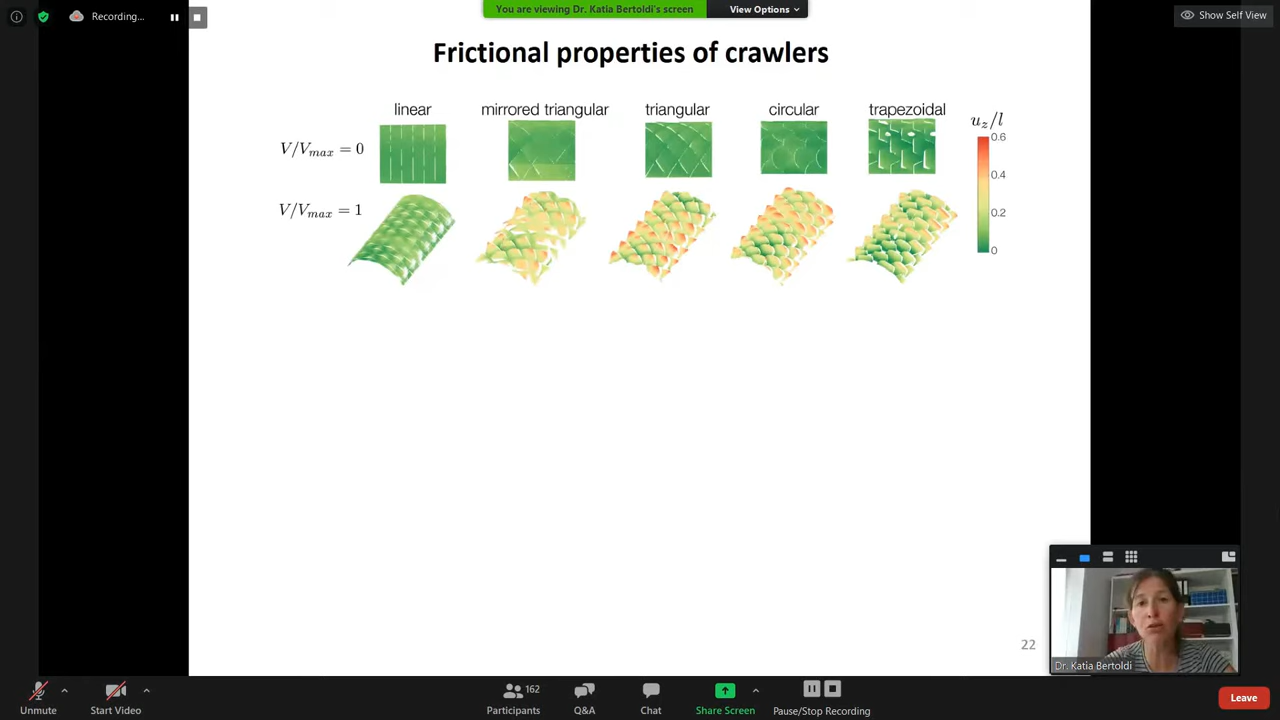 Recording...
You are viewing Dr. Katia Bertoldi's screen
View Options
Show Self View
Frictional properties of crawlers
linear
mirrored triangular
triangular
circular
trapezoidal
u_z/l
V/V_max = 0
V/V_max = 1
0.6
0.4
0.2
0
22
Dr. Katia Bertoldi
Unmute
Start Video
162
Participants
Q&A
Chat
Share Screen
Pause/Stop Recording
Leave